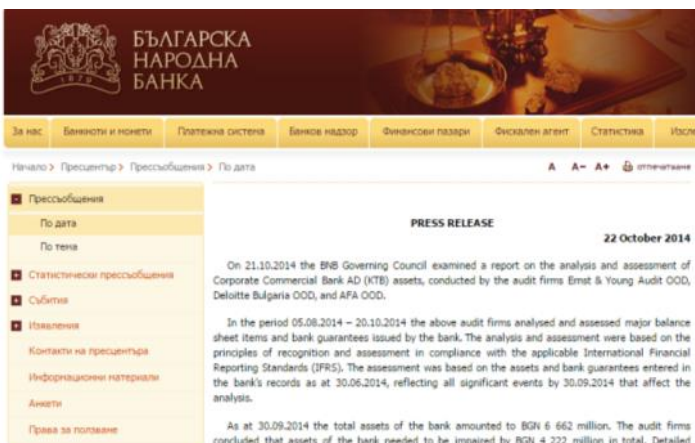 БЪЛГАРСКА
НАРОДНА
БАНКА
1879
За нас Банкноти и монети Платежна система Банков надзор Финансови пазари Фискален агент Статистика Изсле
Начало > Пресцентър > Прессъобщения > По дата A A- A+ отпечатване
Прессъобщения
По дата
По тема
Статистически прессъобщения
Събития
Изявления
Контакти на пресцентъра
Информационни материали
Анкети
Права за ползване
PRESS RELEASE
22 October 2014
On 21.10.2014 the BNB Governing Council examined a report on the analysis and assessment of
Corporate Commercial Bank AD (KTB) assets, conducted by the audit firms Ernst & Young Audit OOD,
Deloitte Bulgaria OOD, and AFA OOD.
In the period 05.08.2014 – 20.10.2014 the above audit firms analysed and assessed major balance
sheet items and bank guarantees issued by the bank. The analysis and assessment were based on the
principles of recognition and assessment in compliance with the applicable International Financial
Reporting Standards (IFRS). The assessment was based on the assets and bank guarantees entered in
the bank's records as at 30.06.2014, reflecting all significant events by 30.09.2014 that affect the
analysis.
As at 30.09.2014 the total assets of the bank amounted to BGN 6 662 million. The audit firms
concluded that assets of the bank needed to be impaired by BGN 4 222 million in total. Detailed